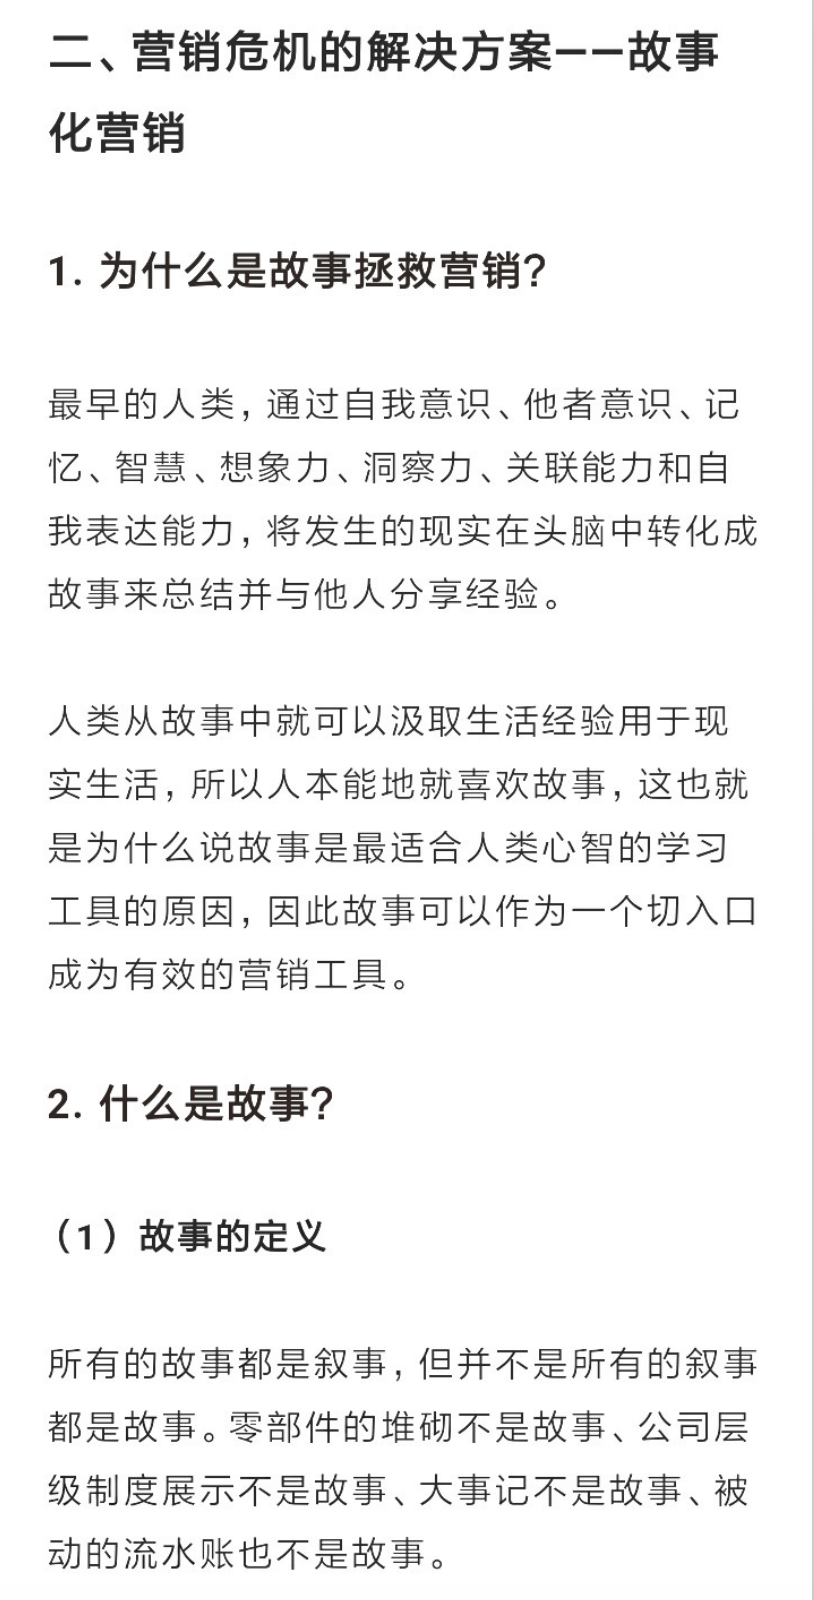 二、营销危机的解决方案——故事
化营销
1. 为什么是故事拯救营销?
最早的人类，通过自我意识、他者意识、记
忆、智慧、想象力、洞察力、关联能力和自
我表达能力，将发生的现实在头脑中转化成
故事来总结并与他人分享经验。
人类从故事中就可以汲取生活经验用于现
实生活，所以人本能地就喜欢故事，这也就
是为什么说故事是最适合人类心智的学习
工具的原因，因此故事可以作为一个切入口
成为有效的营销工具。
2. 什么是故事?
（1）故事的定义
所有的故事都是叙事，但并不是所有的叙事
都是故事。零部件的堆砌不是故事、公司层
级制度展示不是故事、大事记不是故事、被
动的流水账也不是故事。